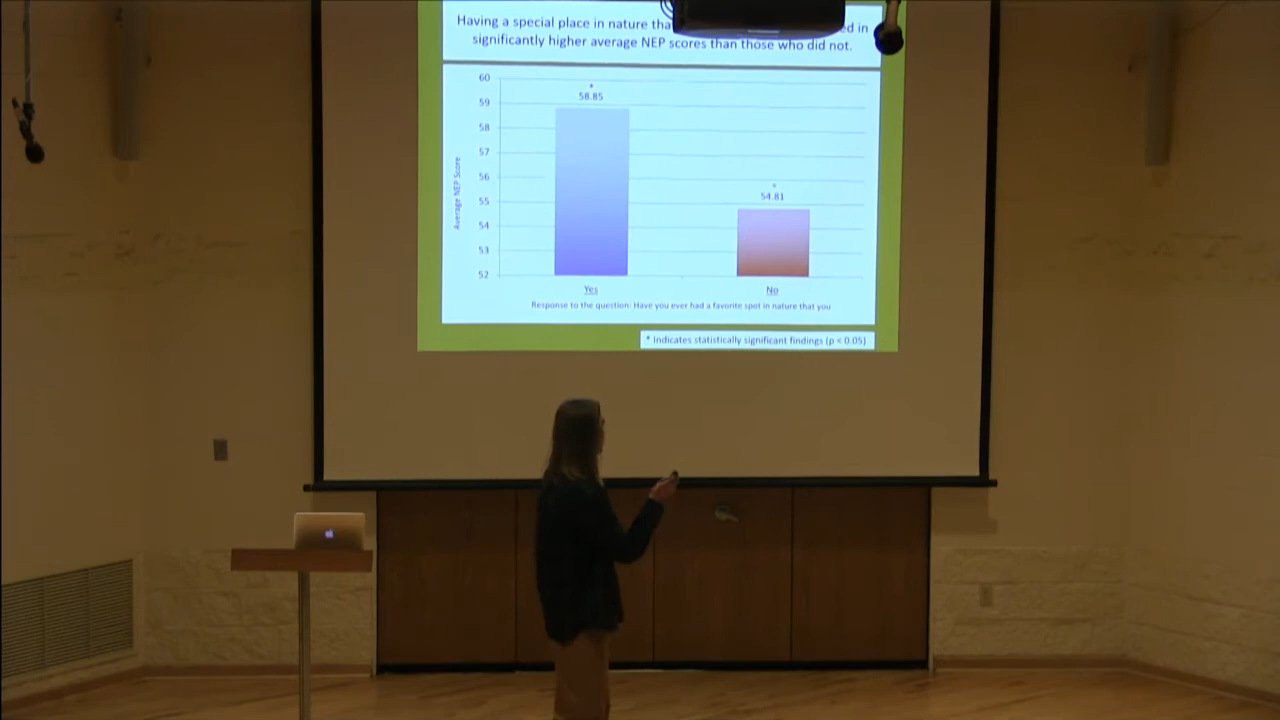 Having a special place in nature tha ed in
significantly higher average NEP scores than those who did not.
60
59
58
57
56
55
54
53
52
Average NEP Score
*
58.85
*
54.81
Yes
No
Response to the question: Have you ever had a favorite spot in nature that you
* Indicates statistically significant findings (p < 0.05)